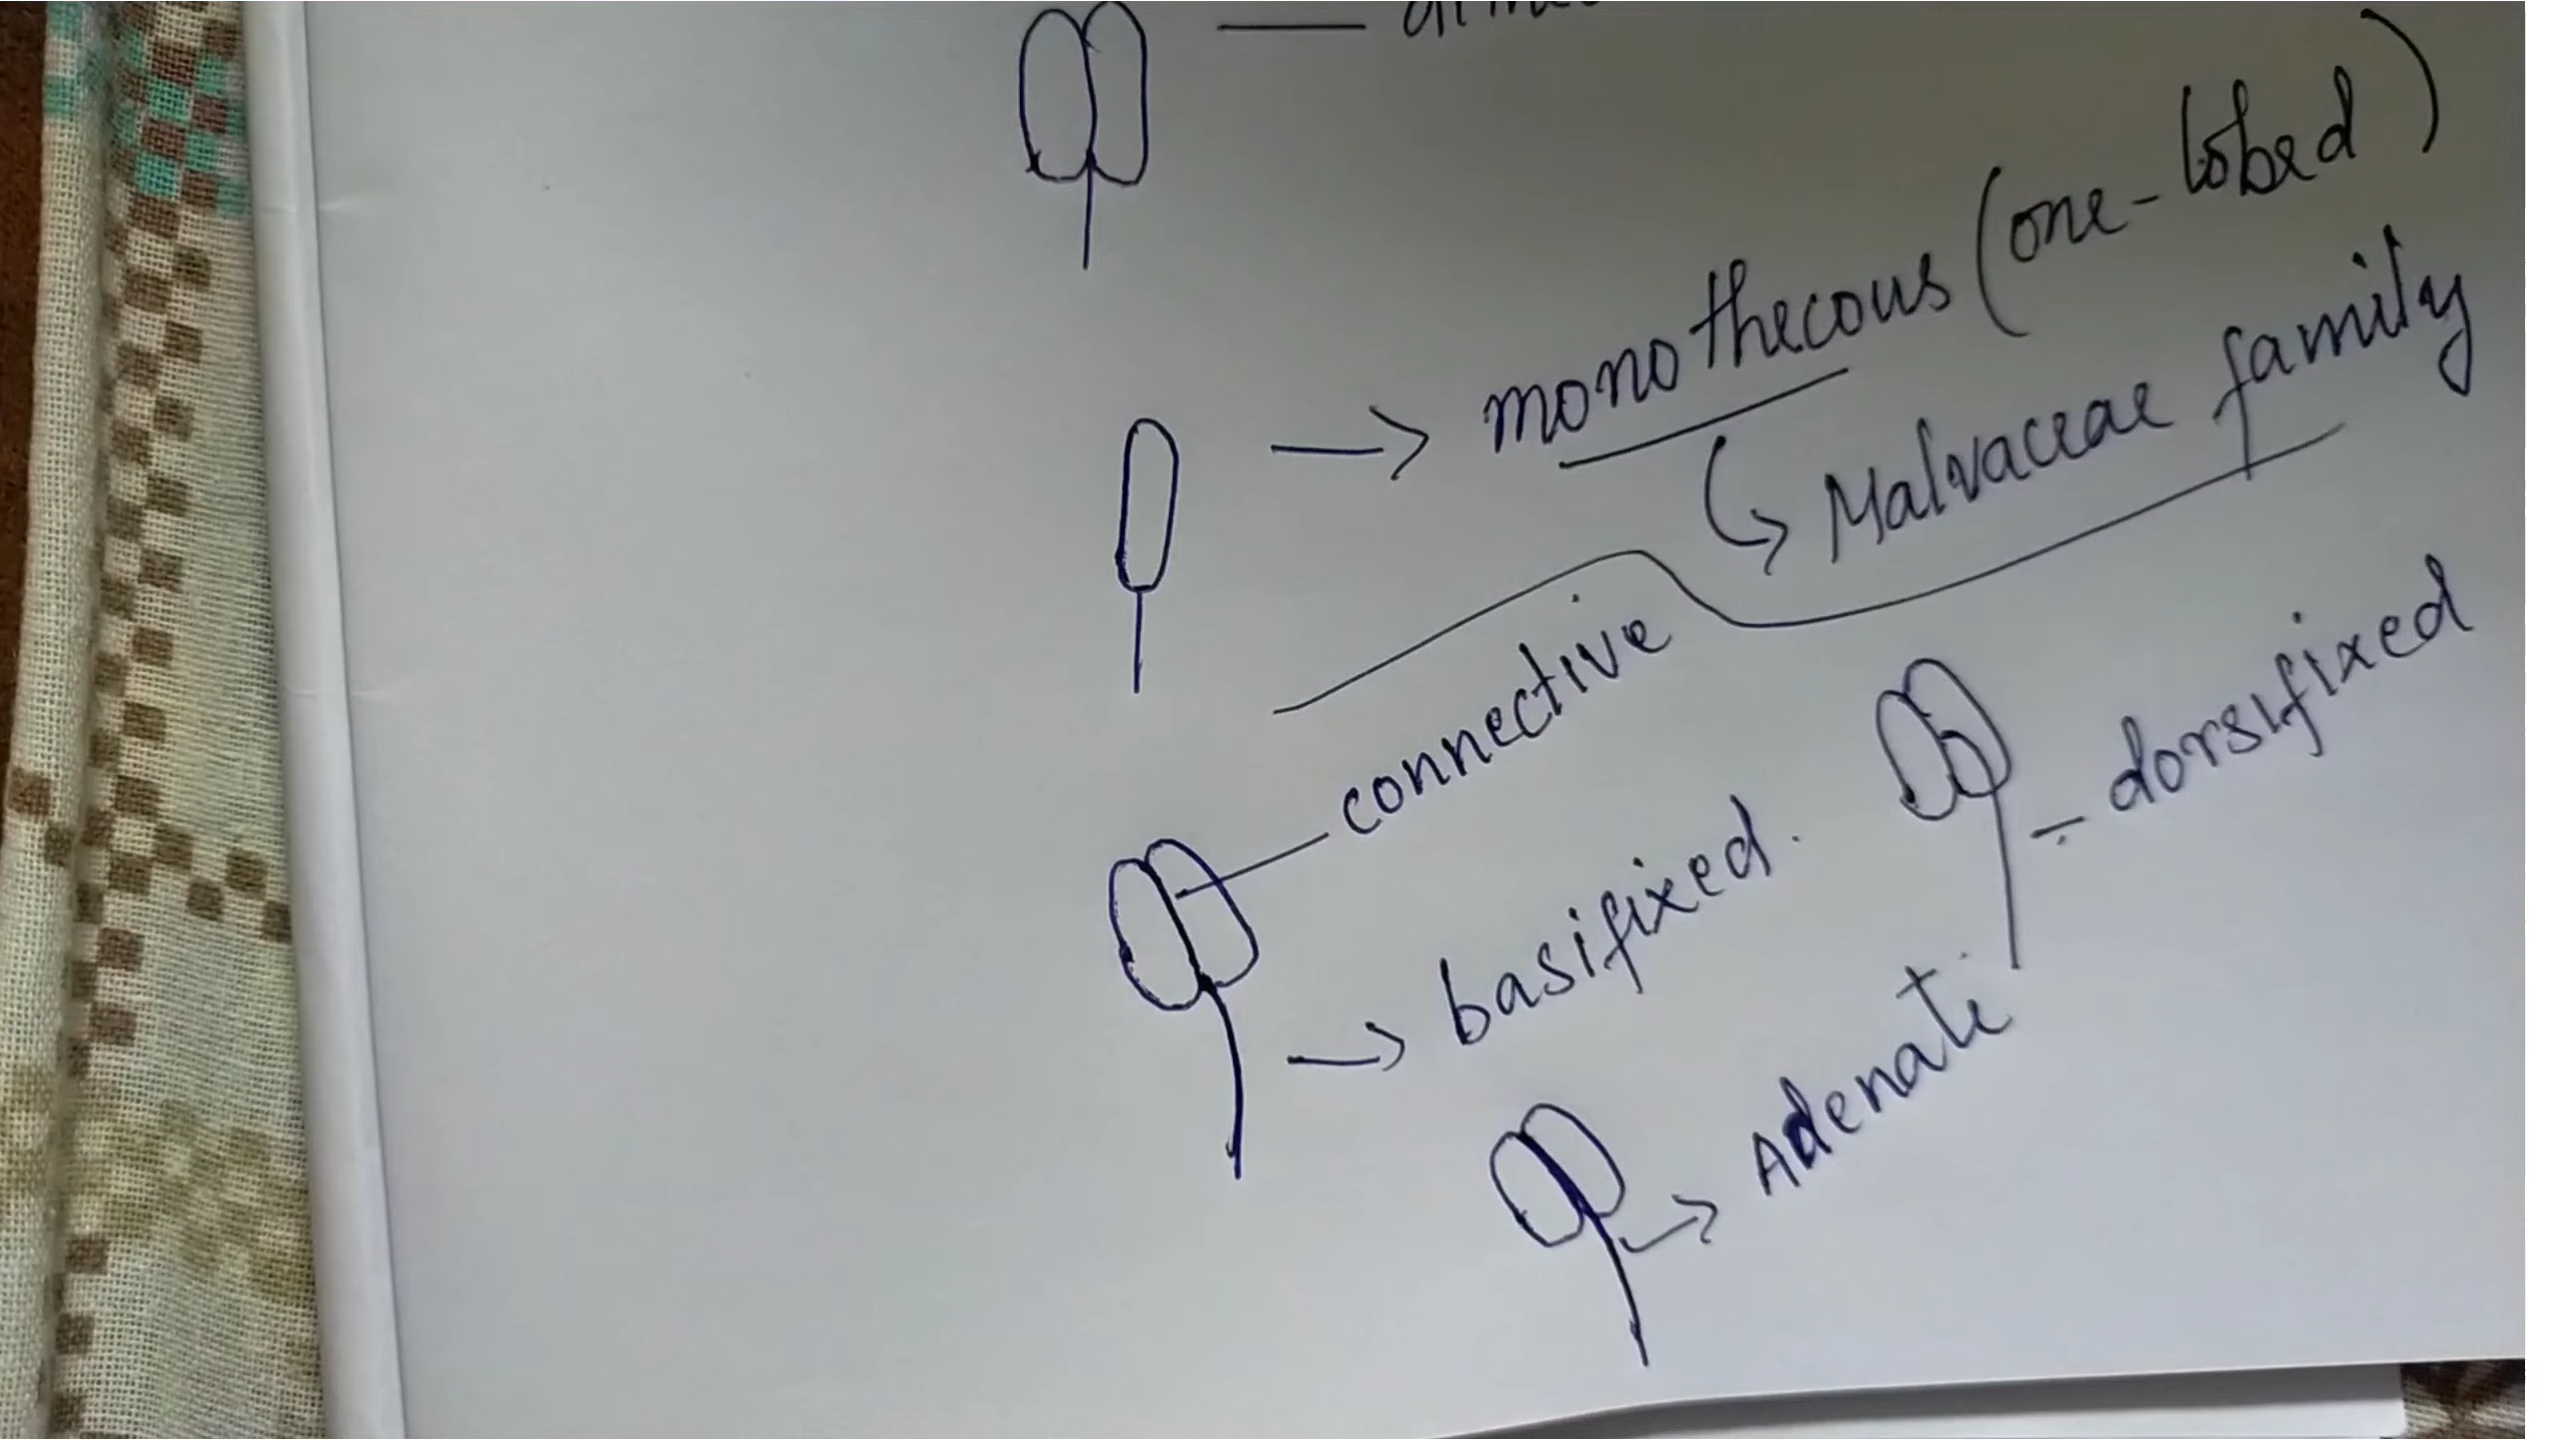 monothecous (one-lobed)
Malvaceae family
connective
basifixed.
dorsifixed
Adenate